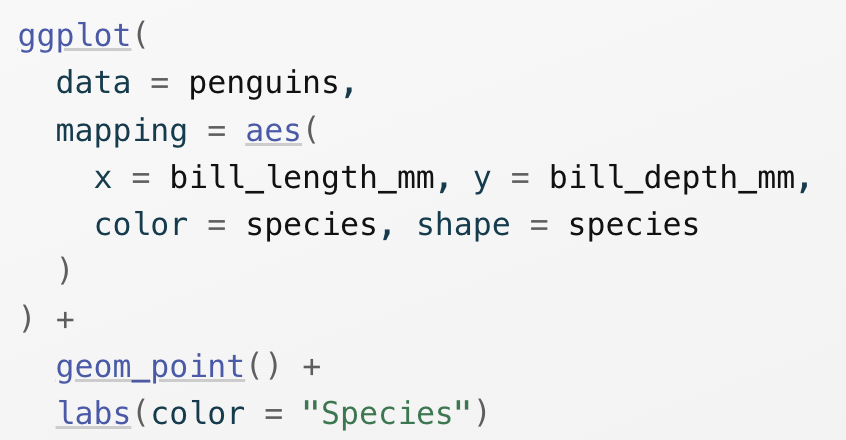 ggplot(
  data = penguins,
  mapping = aes(
    x = bill_length_mm, y = bill_depth_mm,
    color = species, shape = species
  )
) +
  geom_point() +
  labs(color = "Species")